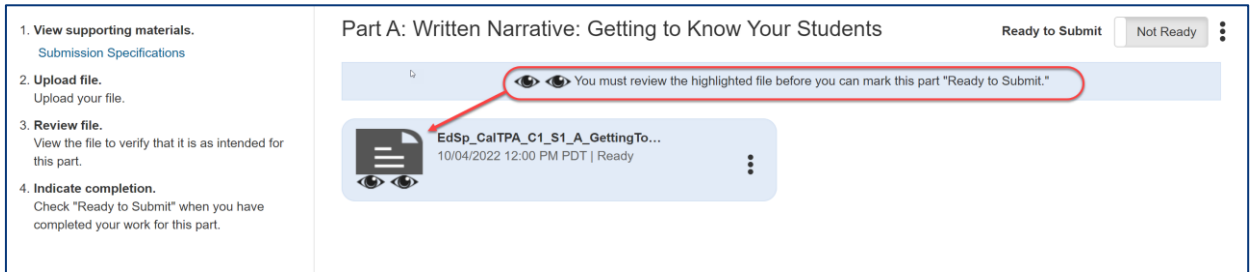 1. View supporting materials.
Submission Specifications
2. Upload file.
Upload your file.
3. Review file.
View the file to verify that it is as intended for
this part.
4. Indicate completion.
Check "Ready to Submit" when you have
completed your work for this part.
Part A: Written Narrative: Getting to Know Your Students
Ready to Submit
Not Ready
You must review the highlighted file before you can mark this part "Ready to Submit."
EdSp_CalTPA_C1_S1_A_GettingTo...
10/04/2022 12:00 PM PDT | Ready